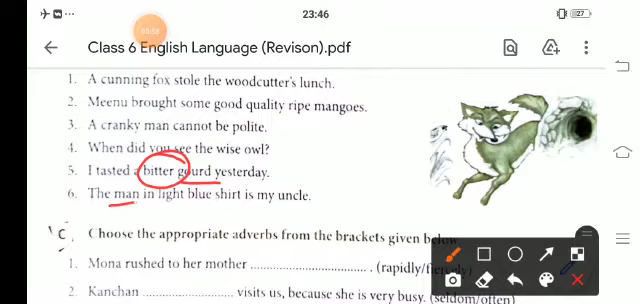 23:46
27
03:53
Class 6 English Language (Revison).pdf
1. A cunning fox stole the woodcutter's lunch.
2. Meenu brought some good quality ripe mangoes.
3. A cranky man cannot be polite.
4. When did you see the wise owl?
5. I tasted a bitter gourd yesterday.
6. The man in light blue shirt is my uncle.
C. Choose the appropriate adverbs from the brackets given below
1. Mona rushed to her mother ................................... . (rapidly/fiercely)
2. Kanchan .......................... visits us, because she is very busy. (seldom/often)